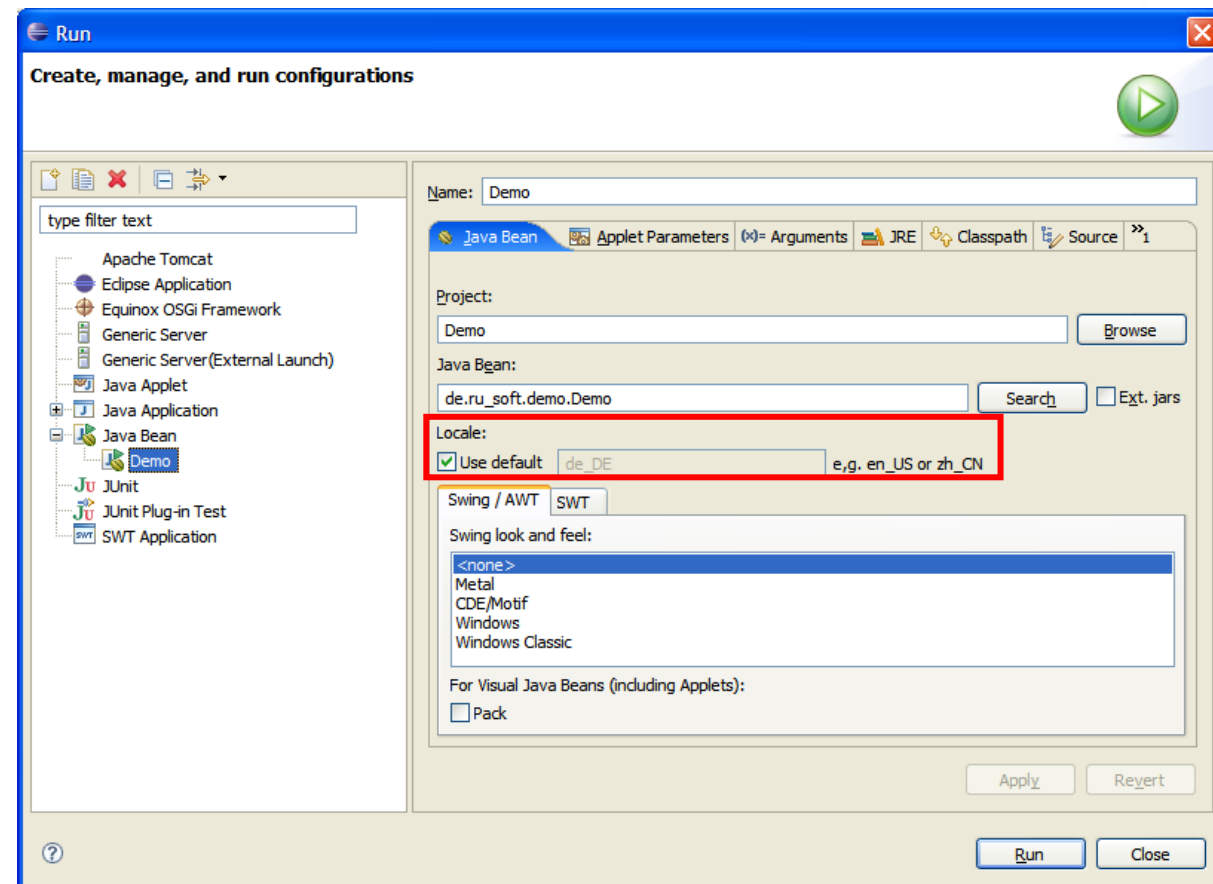 Run
Create, manage, and run configurations
type filter text
Apache Tomcat
Eclipse Application
Equinox OSGi Framework
Generic Server
Generic Server(External Launch)
Java Applet
Java Application
Java Bean
Demo
JUnit
JUnit Plug-in Test
SWT Application
Name: Demo
Java Bean Applet Parameters (x)= Arguments JRE Classpath Source »1
Project:
Demo Browse
Java Bean:
de.ru_soft.demo.Demo Search Ext. jars
Locale:
Use default de_DE e,g. en_US or zh_CN
Swing / AWT SWT
Swing look and feel:
<none>
Metal
CDE/Motif
Windows
Windows Classic
For Visual Java Beans (including Applets):
Pack
Apply Revert
Run Close